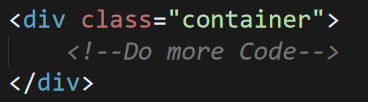 <div class="container">
<!--Do more Code-->
</div>